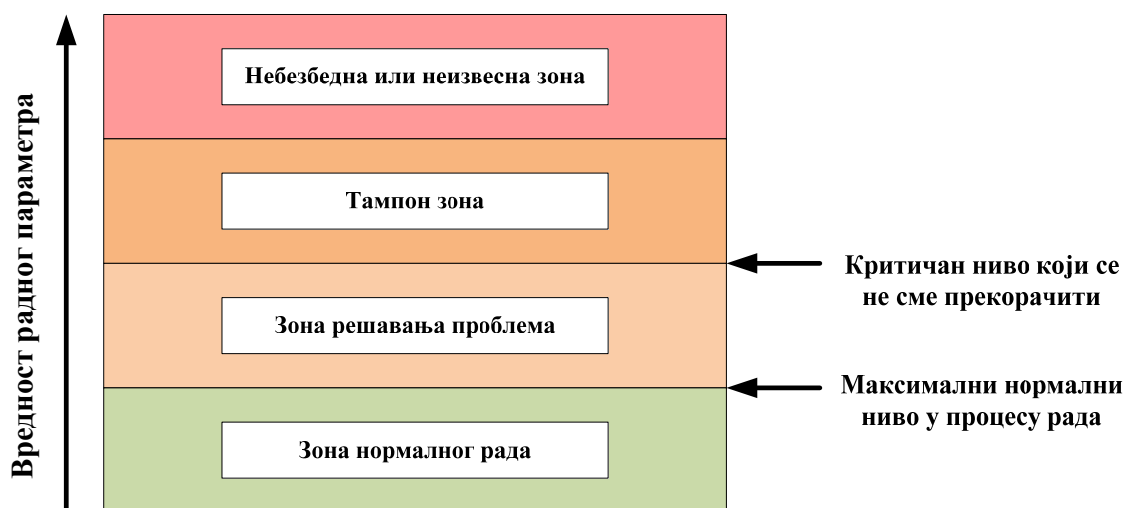 Вредност радног параметра
Небезбедна или неизвесна зона
Тампон зона
Критичан ниво који се
не сме прекорачити
Зона решавања проблема
Максимални нормални
ниво у процесу рада
Зона нормалног рада